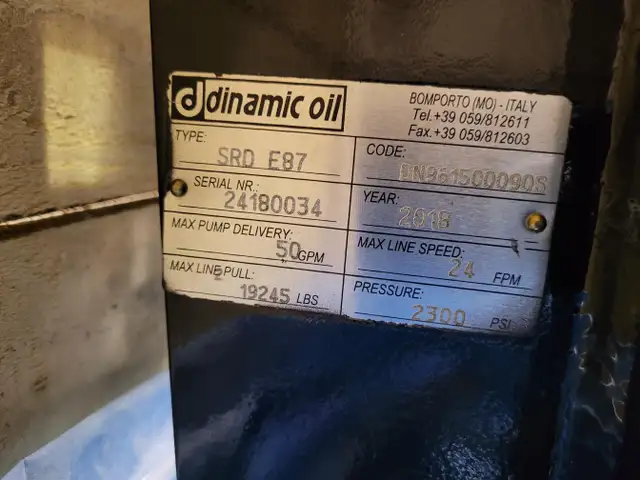 dinamic oil
BOMPORTO (MO) - ITALY
Tel.+39 059/812611
Fax.+39 059/812603
TYPE:
SRD E87
CODE:
DN961500090S
SERIAL NR.:
24180034
YEAR:
2018
MAX PUMP DELIVERY:
50 GPM
MAX LINE SPEED:
24 FPM
MAX LINE PULL:
19245 LBS
PRESSURE:
2300 PSI